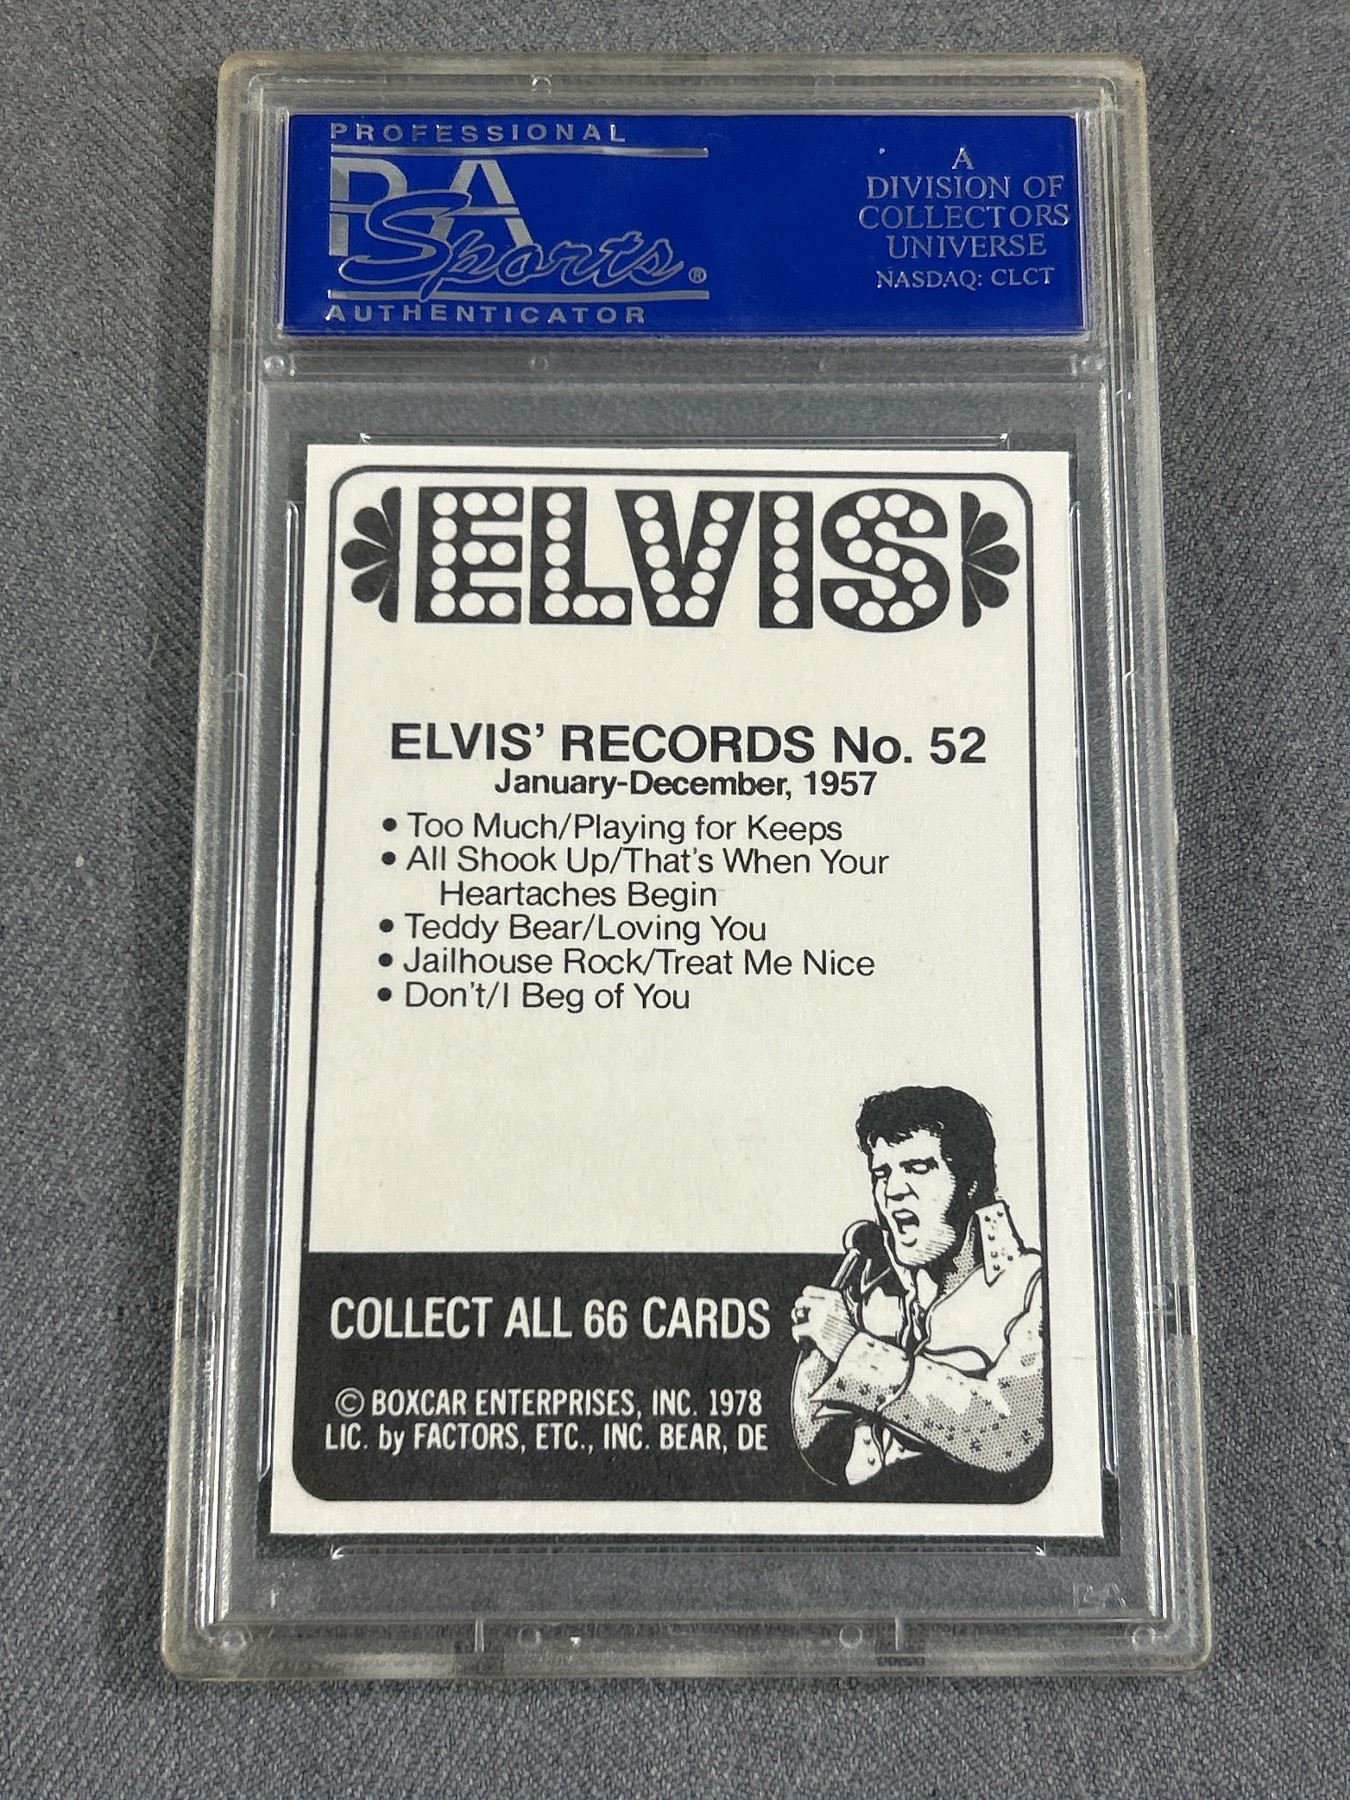 PROFESSIONAL
PSA
Sports®
AUTHENTICATOR
A
DIVISION OF
COLLECTORS
UNIVERSE
NASDAQ: CLCT
ELVIS
ELVIS' RECORDS No. 52
January-December, 1957
• Too Much/Playing for Keeps
• All Shook Up/That's When Your
Heartaches Begin
• Teddy Bear/Loving You
• Jailhouse Rock/Treat Me Nice
• Don't/I Beg of You
COLLECT ALL 66 CARDS
© BOXCAR ENTERPRISES, INC. 1978
LIC. by FACTORS, ETC., INC. BEAR, DE